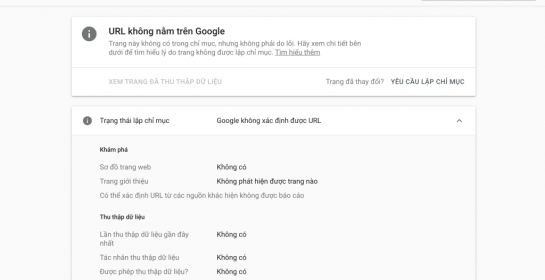 URL không nằm trên Google
Trang này không có trong chỉ mục, nhưng không phải do lỗi. Hãy xem chi tiết bên
dưới để tìm hiểu lý do trang không được lập chỉ mục. Tìm hiểu thêm
XEM TRANG ĐÃ THU THẬP DỮ LIỆU
Trang đã thay đổi? YÊU CẦU LẬP CHỈ MỤC
Trạng thái lập chỉ mục Google không xác định được URL
Khám phá
Sơ đồ trang web Không có
Trang giới thiệu Không phát hiện được trang nào
Có thể xác định URL từ các nguồn khác hiện không được báo cáo
Thu thập dữ liệu
Lần thu thập dữ liệu gần đây Không có
nhất
Tác nhân thu thập dữ liệu Không có
Được phép thu thập dữ liệu? Không có